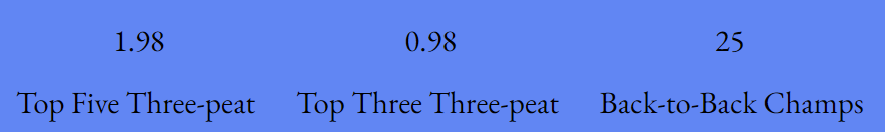 1.98 0.98 25
Top Five Three-peat Top Three Three-peat Back-to-Back Champs